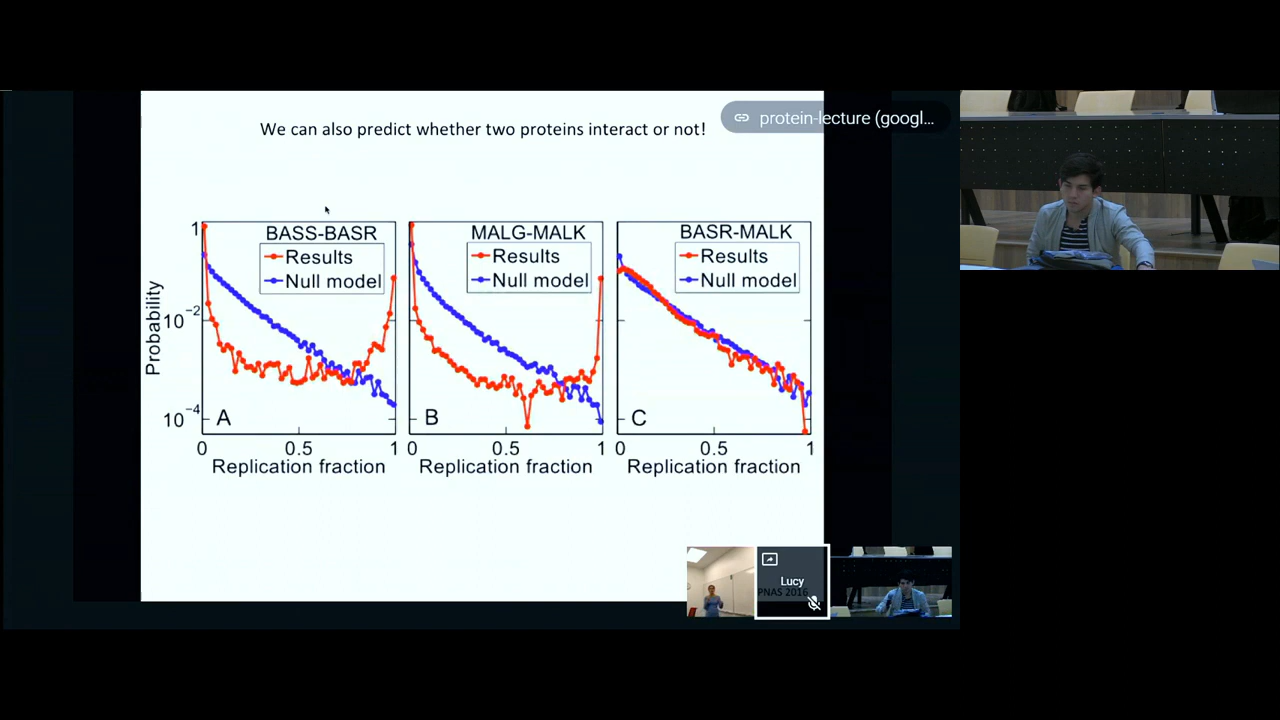 We can also predict whether two proteins interact or not!
protein-lecture (googl...
BASS-BASR
Results
Null model
MALG-MALK
Results
Null model
BASR-MALK
Results
Null model
Probability
1
10-2
10-4
A
B
C
0
0.5
1
0
0.5
1
0
0.5
1
Replication fraction
Replication fraction
Replication fraction
Lucy
PNAS 2016